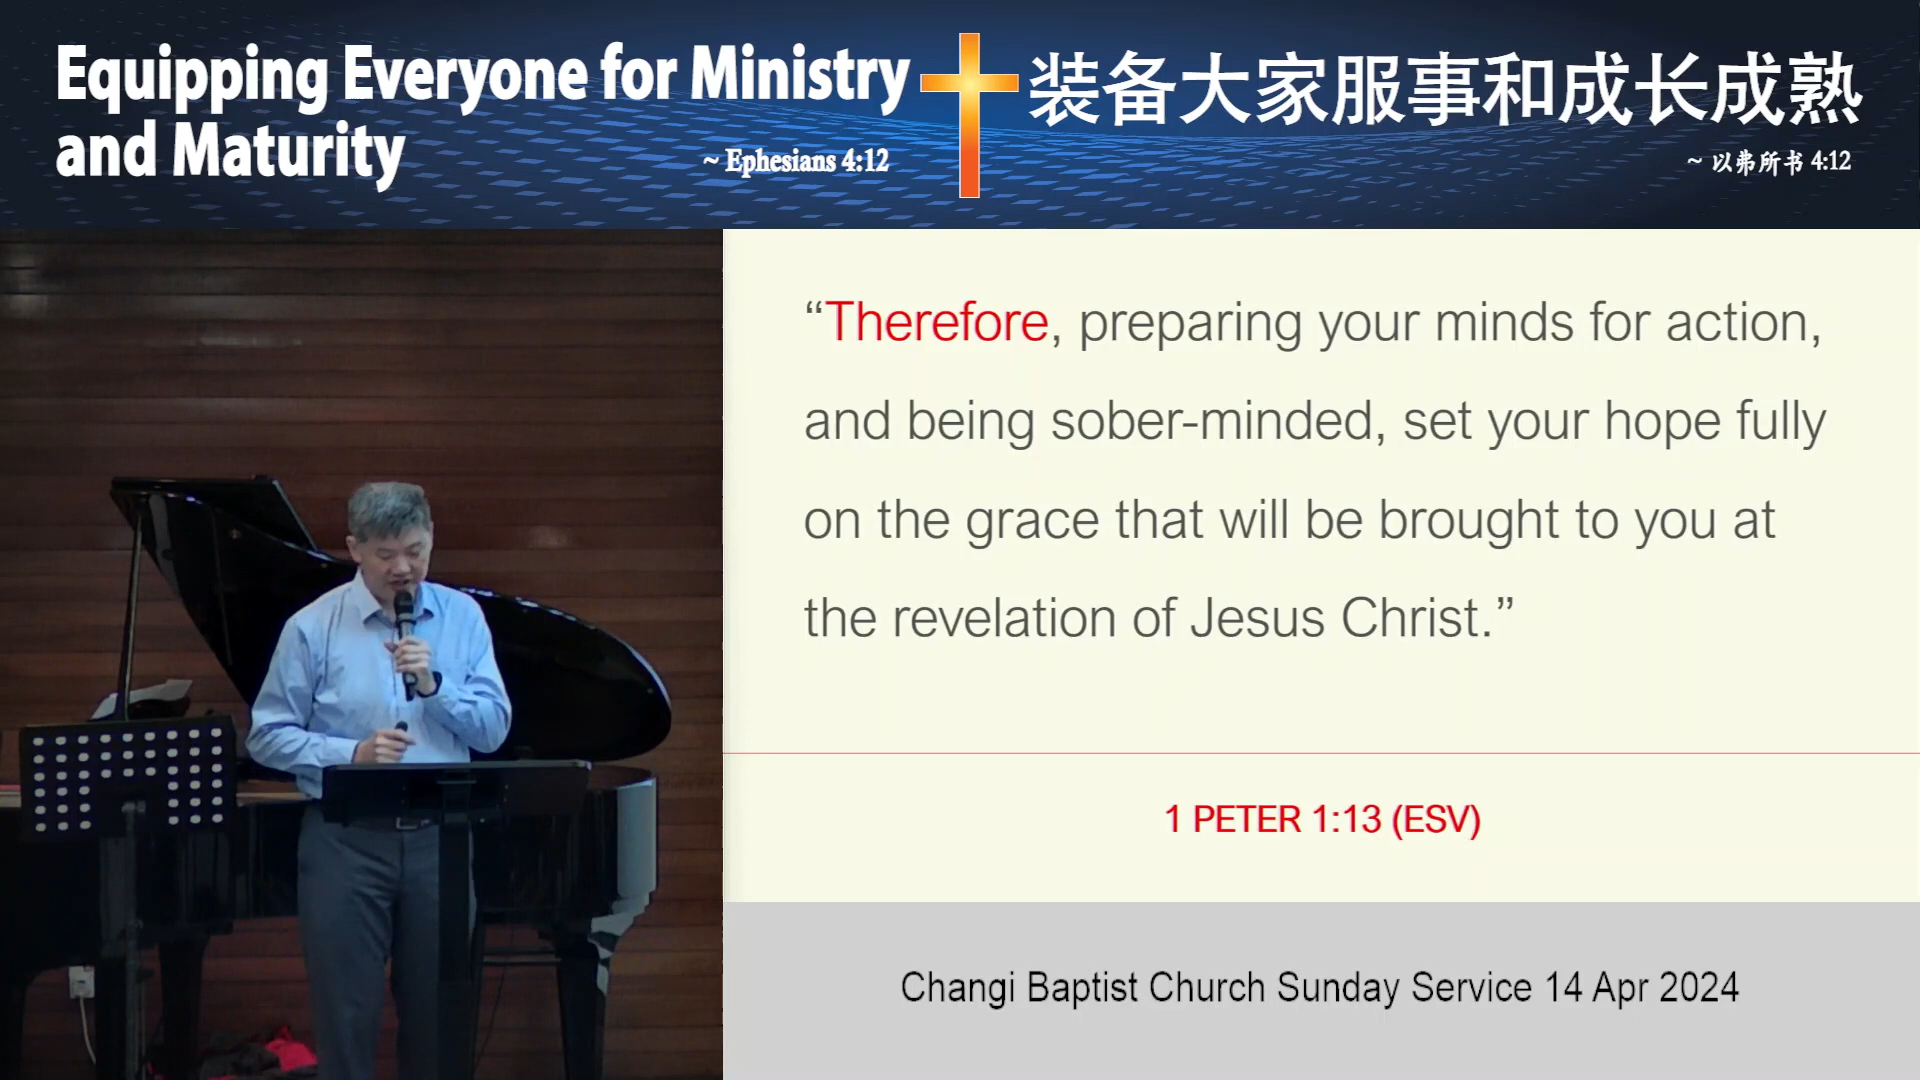 Equipping Everyone for Ministry
and Maturity
~ Ephesians 4:12
装备大家服事和成长成熟
~ 以弗所书 4:12
“Therefore, preparing your minds for action,
and being sober-minded, set your hope fully
on the grace that will be brought to you at
the revelation of Jesus Christ.”
1 PETER 1:13 (ESV)
Changi Baptist Church Sunday Service 14 Apr 2024